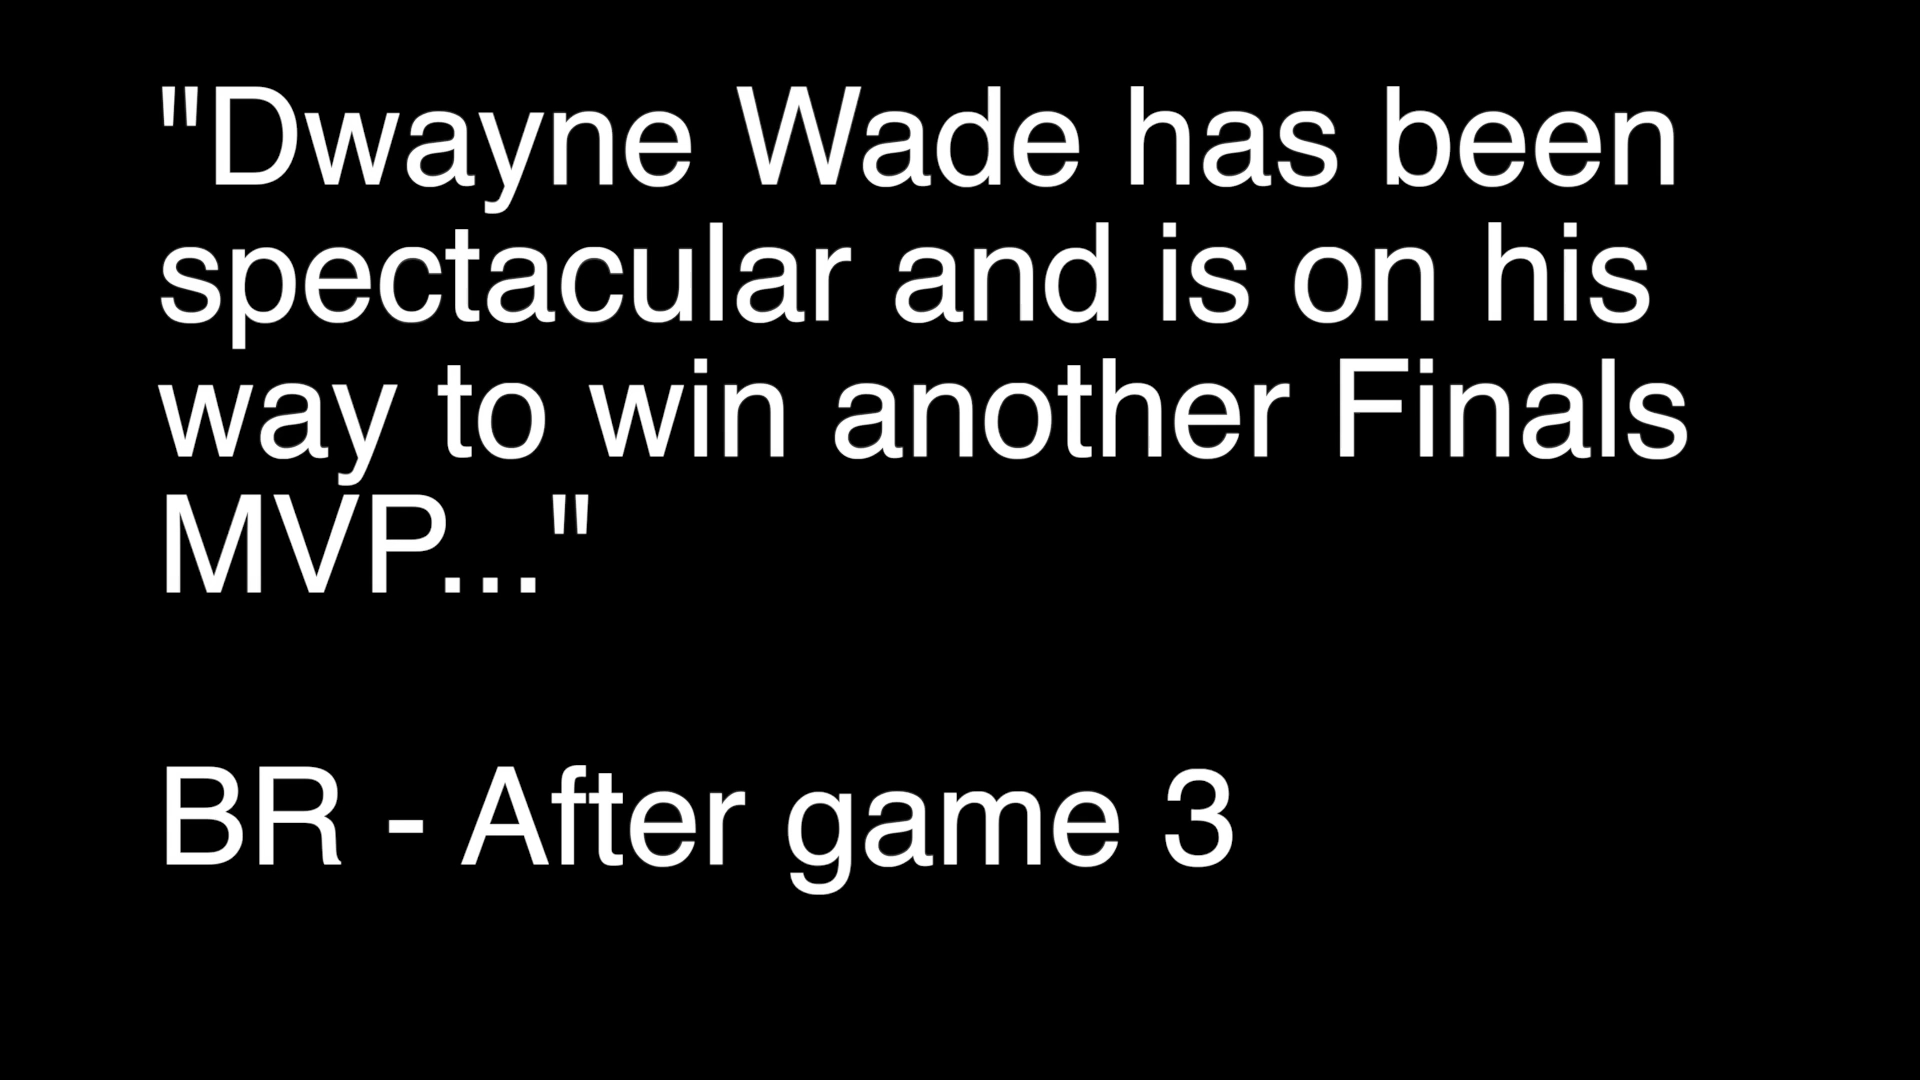 "Dwayne Wade has been
spectacular and is on his
way to win another Finals
MVP..."
BR - After game 3